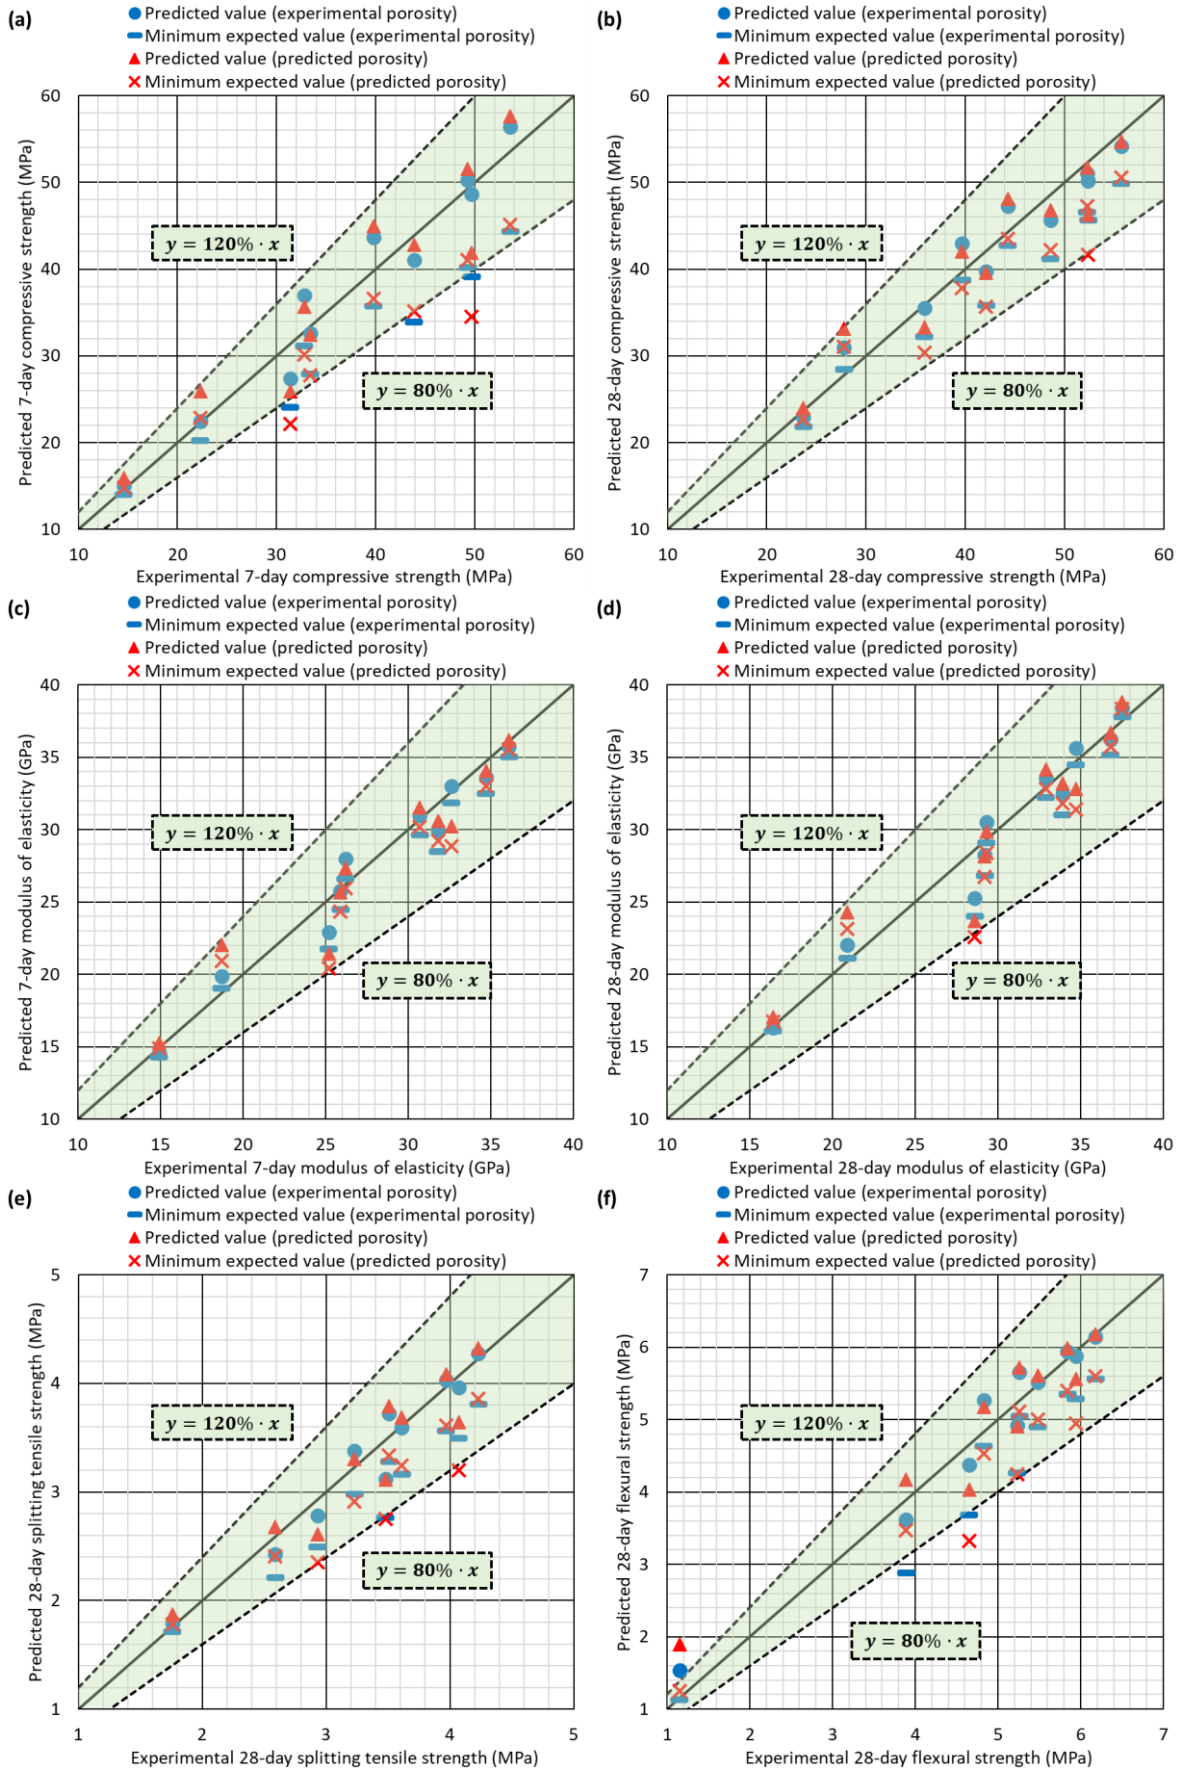 (a)
Predicted value (experimental porosity)
Minimum expected value (experimental porosity)
Predicted value (predicted porosity)
Minimum expected value (predicted porosity)
60
50
40
30
20
10
Predicted 7-day compressive strength (MPa)
y = 120% · x
y = 80% · x
10 20 30 40 50 60
Experimental 7-day compressive strength (MPa)
(b)
Predicted value (experimental porosity)
Minimum expected value (experimental porosity)
Predicted value (predicted porosity)
Minimum expected value (predicted porosity)
60
50
40
30
20
10
Predicted 28-day compressive strength (MPa)
y = 120% · x
y = 80% · x
10 20 30 40 50 60
Experimental 28-day compressive strength (MPa)
(c)
Predicted value (experimental porosity)
Minimum expected value (experimental porosity)
Predicted value (predicted porosity)
Minimum expected value (predicted porosity)
40
35
30
25
20
15
10
Predicted 7-day modulus of elasticity (GPa)
y = 120% · x
y = 80% · x
10 15 20 25 30 35 40
Experimental 7-day modulus of elasticity (GPa)
(d)
Predicted value (experimental porosity)
Minimum expected value (experimental porosity)
Predicted value (predicted porosity)
Minimum expected value (predicted porosity)
40
35
30
25
20
15
10
Predicted 28-day modulus of elasticity (GPa)
y = 120% · x
y = 80% · x
10 15 20 25 30 35 40
Experimental 28-day modulus of elasticity (GPa)
(e)
Predicted value (experimental porosity)
Minimum expected value (experimental porosity)
Predicted value (predicted porosity)
Minimum expected value (predicted porosity)
5
4
3
2
1
Predicted 28-day splitting tensile strength (MPa)
y = 120% · x
y = 80% · x
1 2 3 4 5
Experimental 28-day splitting tensile strength (MPa)
(f)
Predicted value (experimental porosity)
Minimum expected value (experimental porosity)
Predicted value (predicted porosity)
Minimum expected value (predicted porosity)
7
6
5
4
3
2
1
Predicted 28-day flexural strength (MPa)
y = 120% · x
y = 80% · x
1 2 3 4 5 6 7
Experimental 28-day flexural strength (MPa)